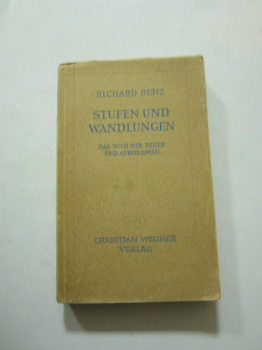 RICHARD BENZ
STUFEN UND
WANDLUNGEN
DAS BUCH DER REDEN
UND APHORISMEN
CHRISTIAN WEGNER
VERLAG